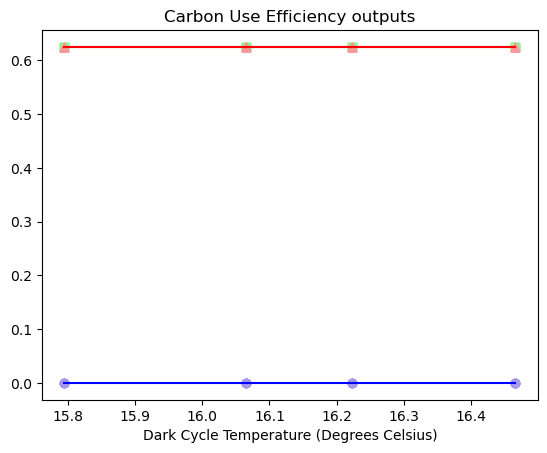 Carbon Use Efficiency outputs
0.6
0.5
0.4
0.3
0.2
0.1
0.0
15.8 15.9 16.0 16.1 16.2 16.3 16.4
Dark Cycle Temperature (Degrees Celsius)